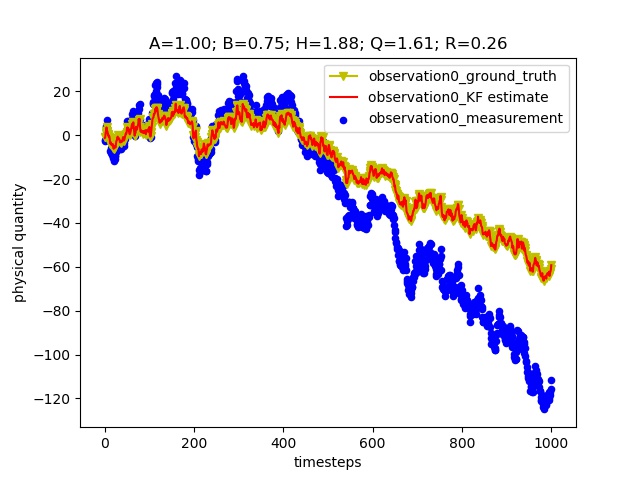 A=1.00; B=0.75; H=1.88; Q=1.61; R=0.26
observation0_ground_truth
observation0_KF estimate
observation0_measurement
physical quantity
20
0
−20
−40
−60
−80
−100
−120
0 200 400 600 800 1000
timesteps